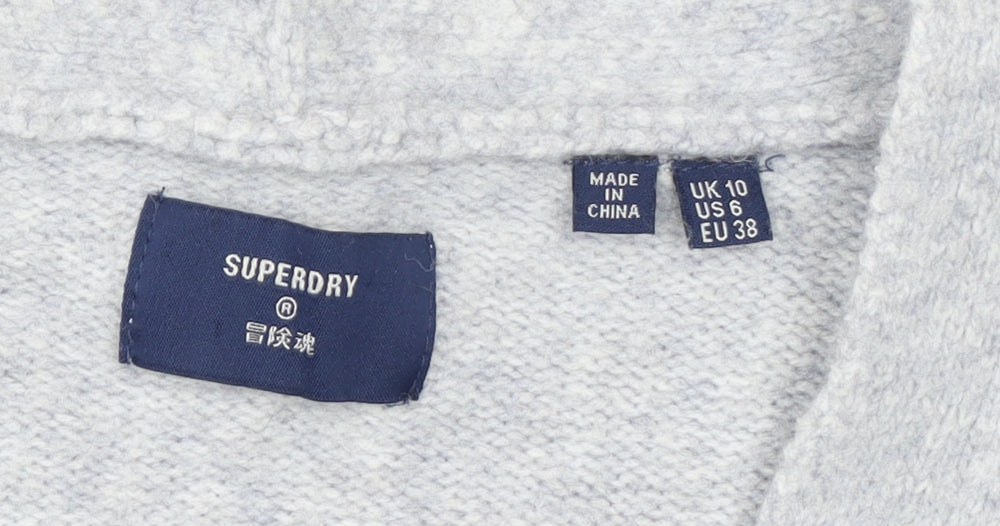 SUPERDRY
®
冒険魂
MADE
IN
CHINA
UK 10
US 6
EU 38